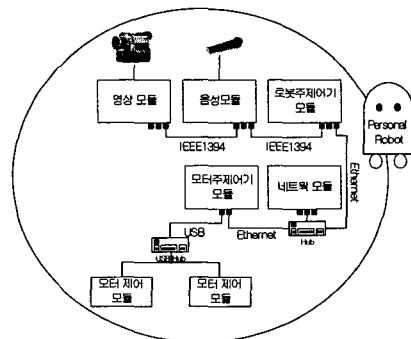 영상 모듈
음성모듈
로봇주제어기
모듈
Personal
Robot
IEEE1394
IEEE1394
Ethernet
모터주제어기
모듈
네트웍 모듈
USB
Ethernet
Hub
USBHub
모터 제어
모듈
모터 제어
모듈